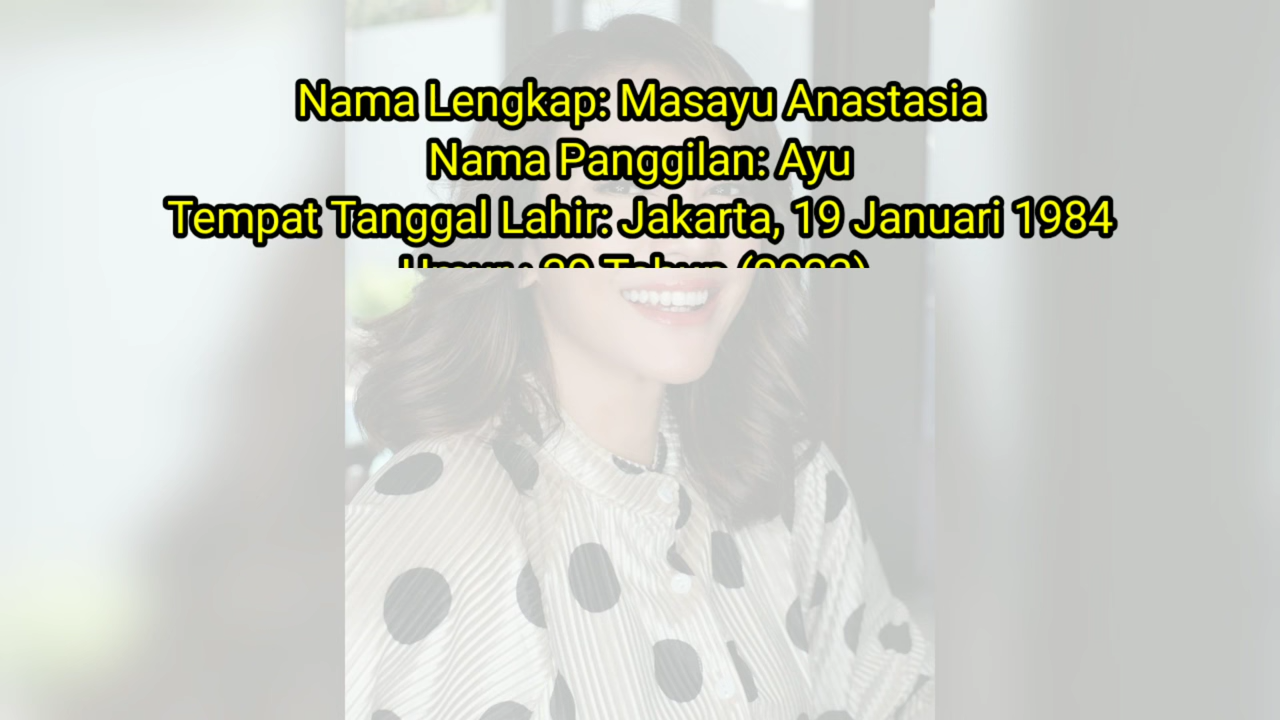 Nama Lengkap: Masayu Anastasia
Nama Panggilan: Ayu
Tempat Tanggal Lahir: Jakarta, 19 Januari 1984